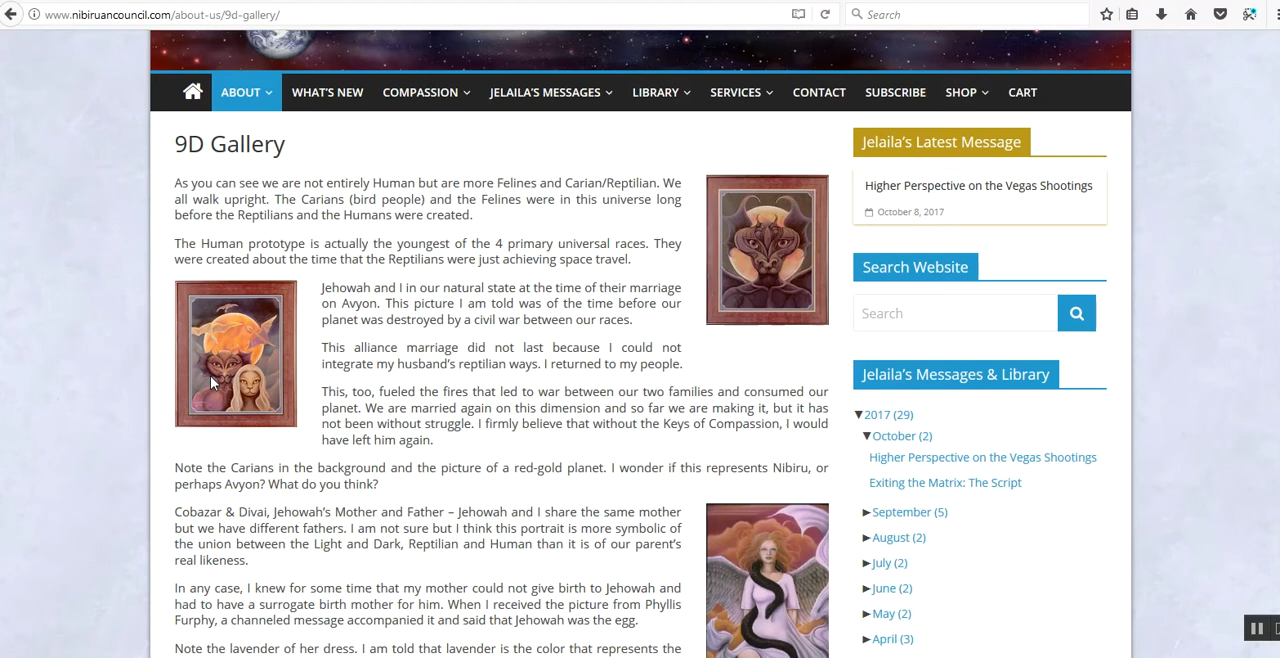 www.nibiruancouncil.com/about-us/9d-gallery/
Search
ABOUT WHAT'S NEW COMPASSION JELAILA'S MESSAGES LIBRARY SERVICES CONTACT SUBSCRIBE SHOP CART
9D Gallery
As you can see we are not entirely Human but are more Felines and Carian/Reptilian. We
all walk upright. The Carians (bird people) and the Felines were in this universe long
before the Reptilians and the Humans were created.
The Human prototype is actually the youngest of the 4 primary universal races. They
were created about the time that the Reptilians were just achieving space travel.
Jehowah and I in our natural state at the time of their marriage
on Avyon. This picture I am told was of the time before our
planet was destroyed by a civil war between our races.
This alliance marriage did not last because I could not
integrate my husband's reptilian ways. I returned to my people.
This, too, fueled the fires that led to war between our two families and consumed our
planet. We are married again on this dimension and so far we are making it, but it has
not been without struggle. I firmly believe that without the Keys of Compassion, I would
have left him again.
Note the Carians in the background and the picture of a red-gold planet. I wonder if this represents Nibiru, or
perhaps Avyon? What do you think?
Cobazar & Divai, Jehowah's Mother and Father – Jehowah and I share the same mother
but we have different fathers. I am not sure but I think this portrait is more symbolic of
the union between the Light and Dark, Reptilian and Human than it is of our parent's
real likeness.
In any case, I knew for some time that my mother could not give birth to Jehowah and
had to have a surrogate birth mother for him. When I received the picture from Phyllis
Furphy, a channeled message accompanied it and said that Jehowah was the egg.
Note the lavender of her dress. I am told that lavender is the color that represents the
Jelaila's Latest Message
Higher Perspective on the Vegas Shootings
October 8, 2017
Search Website
Search
Jelaila's Messages & Library
▼2017 (29)
▼October (2)
Higher Perspective on the Vegas Shootings
Exiting the Matrix: The Script
►September (5)
►August (2)
►July (2)
►June (2)
►May (2)
►April (3)